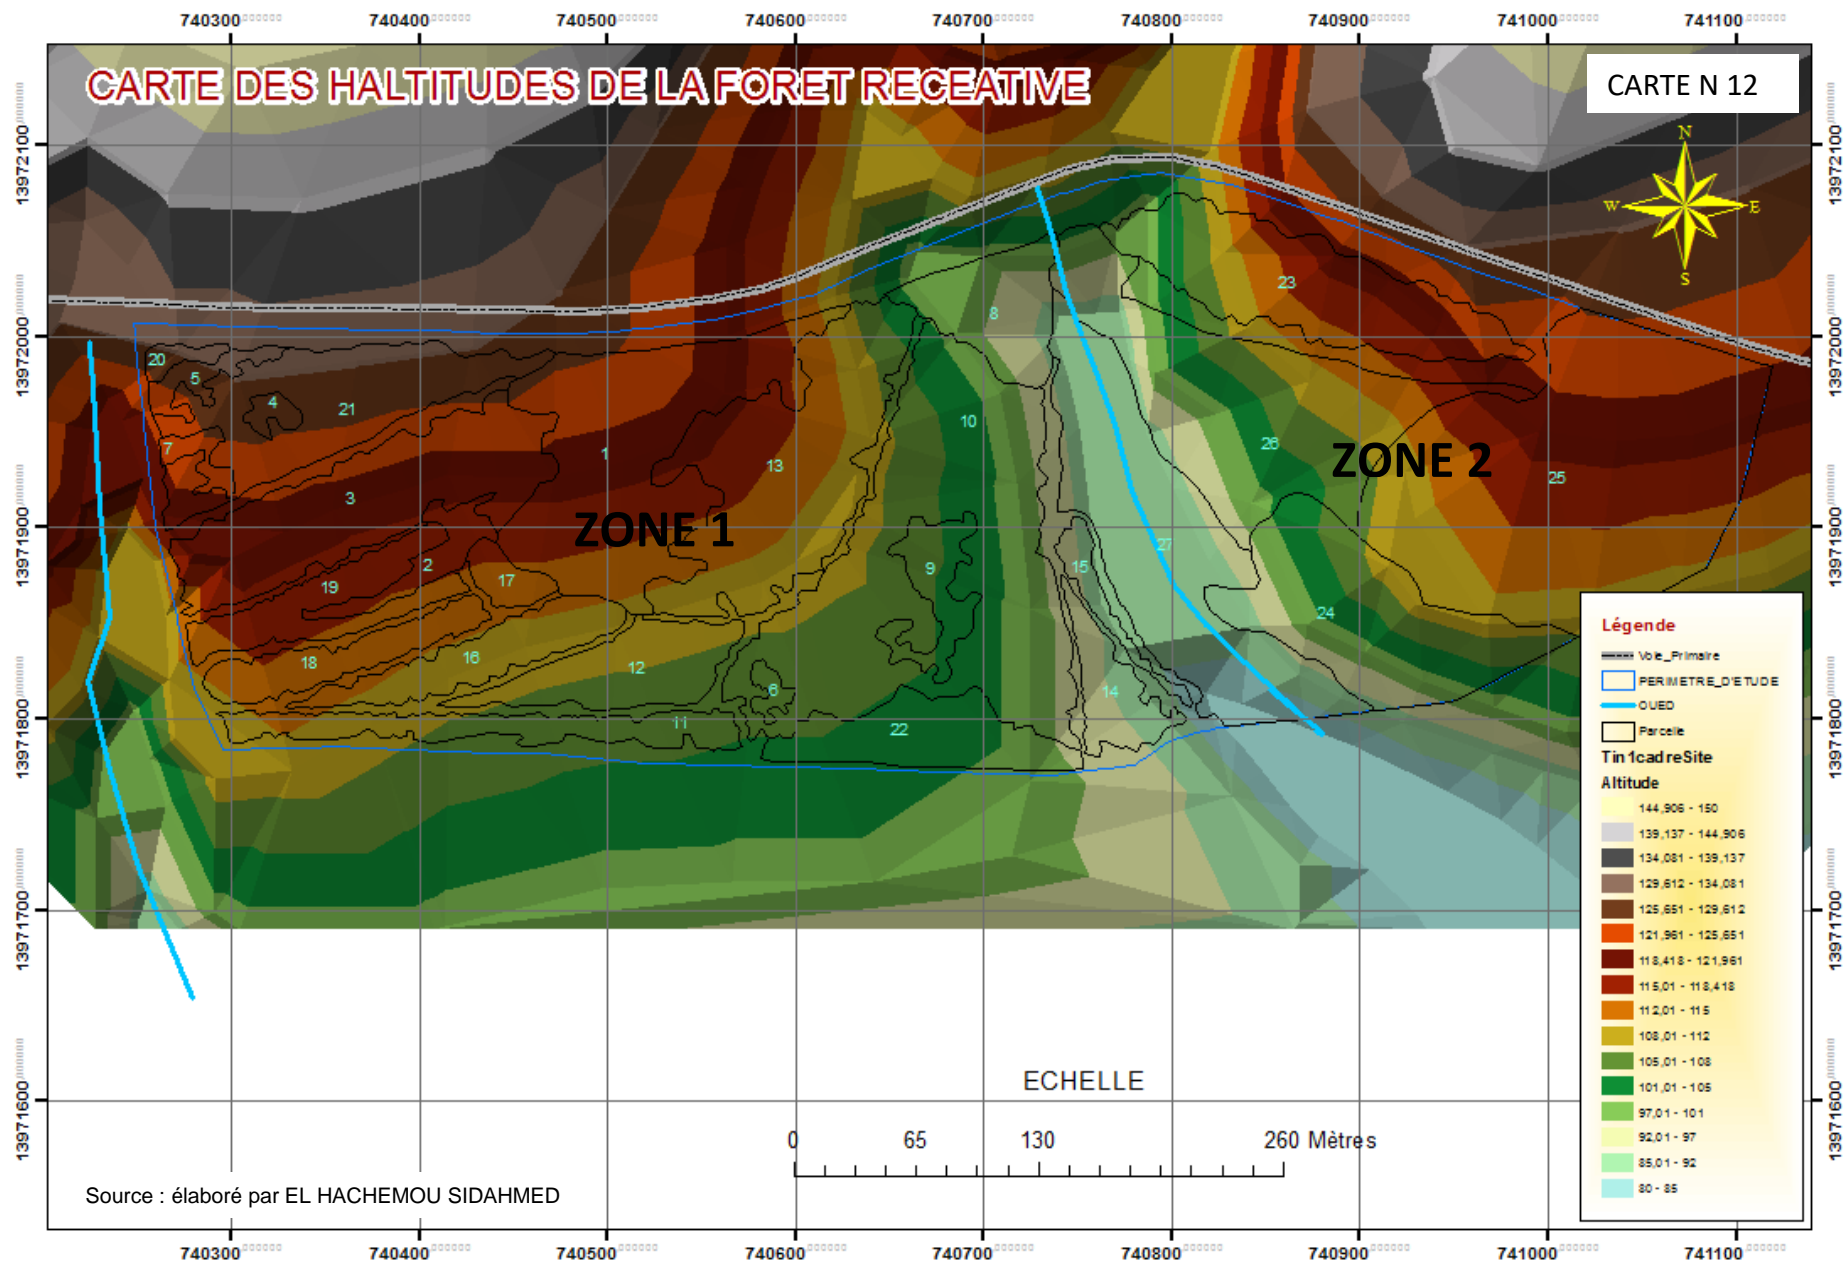 740300 740400 740500 740600 740700 740800 740900 741000 741100
CARTE DES HALTITUDES DE LA FORET RECEATIVE
CARTE N 12
N
W E
S
13972100 13972100
13972000 13972000
13971900 13971900
13971800 13971800
13971700 13971700
13971600 13971600
23
8
20
5
4
21
7
1
3
13
10
26
25
ZONE 1
ZONE 2
19
2
17
9
15
27
24
18
16
12
6
14
11
22
Légende
Voie_Primaire
PERIMETRE_D'ETUDE
OUED
Parcelle
Tin1cadreSite
Altitude
144,906 - 150
139,137 - 144,906
134,081 - 139,137
129,612 - 134,081
125,651 - 129,612
121,961 - 125,651
118,418 - 121,961
115,01 - 118,418
112,01 - 115
108,01 - 112
105,01 - 108
101,01 - 105
97,01 - 101
92,01 - 97
85,01 - 92
80 - 85
ECHELLE
0 65 130 260 Mètres
Source : élaboré par EL HACHEMOU SIDAHMED
740300 740400 740500 740600 740700 740800 740900 741000 741100